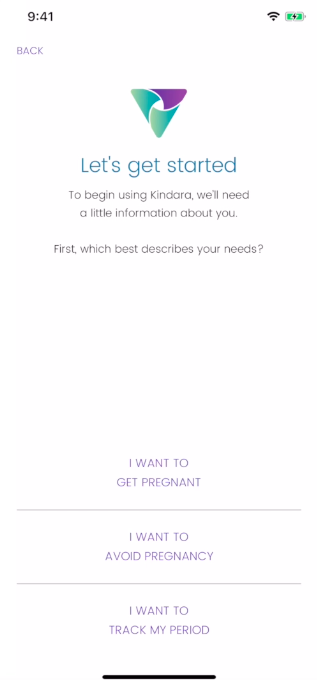 9:41
BACK
Let's get started
To begin using Kindara, we'll need
a little information about you.
First, which best describes your needs?
I WANT TO
GET PREGNANT
I WANT TO
AVOID PREGNANCY
I WANT TO
TRACK MY PERIOD